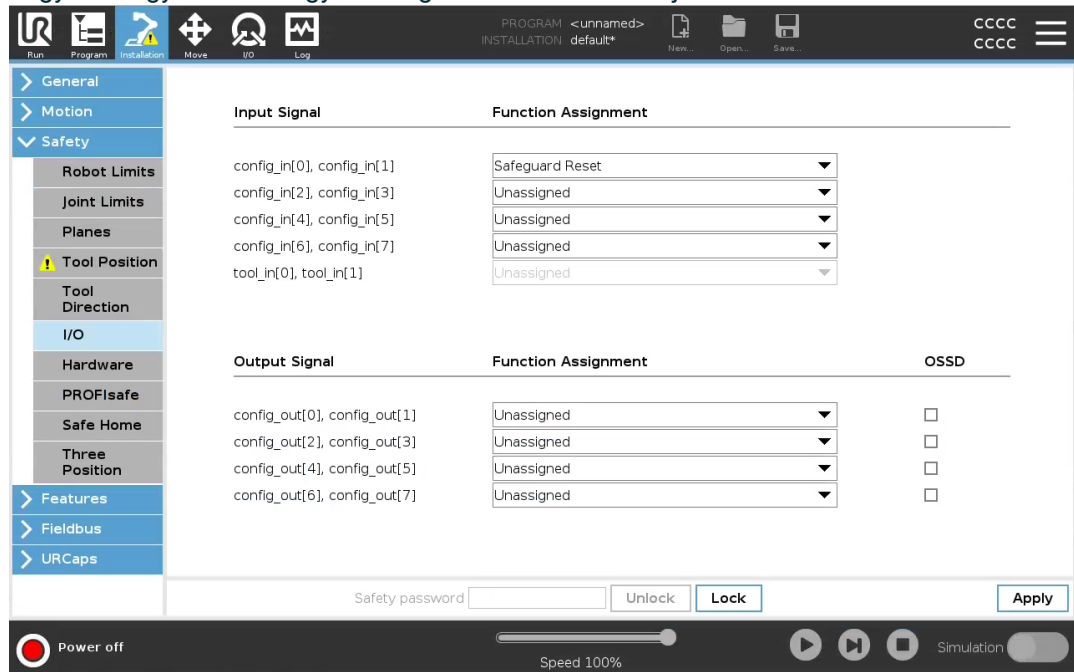 PROGRAM <unnamed>
INSTALLATION default*
CCCC
CCCC
Run Program Installation Move I/O Log New... Open... Save...
General
Motion
Safety
Robot Limits
Joint Limits
Planes
Tool Position
Tool
Direction
I/O
Hardware
PROFIsafe
Safe Home
Three
Position
Features
Fieldbus
URCaps
Input Signal Function Assignment
config_in[0], config_in[1] Safeguard Reset
config_in[2], config_in[3] Unassigned
config_in[4], config_in[5] Unassigned
config_in[6], config_in[7] Unassigned
tool_in[0], tool_in[1] Unassigned
Output Signal Function Assignment OSSD
config_out[0], config_out[1] Unassigned
config_out[2], config_out[3] Unassigned
config_out[4], config_out[5] Unassigned
config_out[6], config_out[7] Unassigned
Safety password Unlock Lock Apply
Power off Speed 100% Simulation